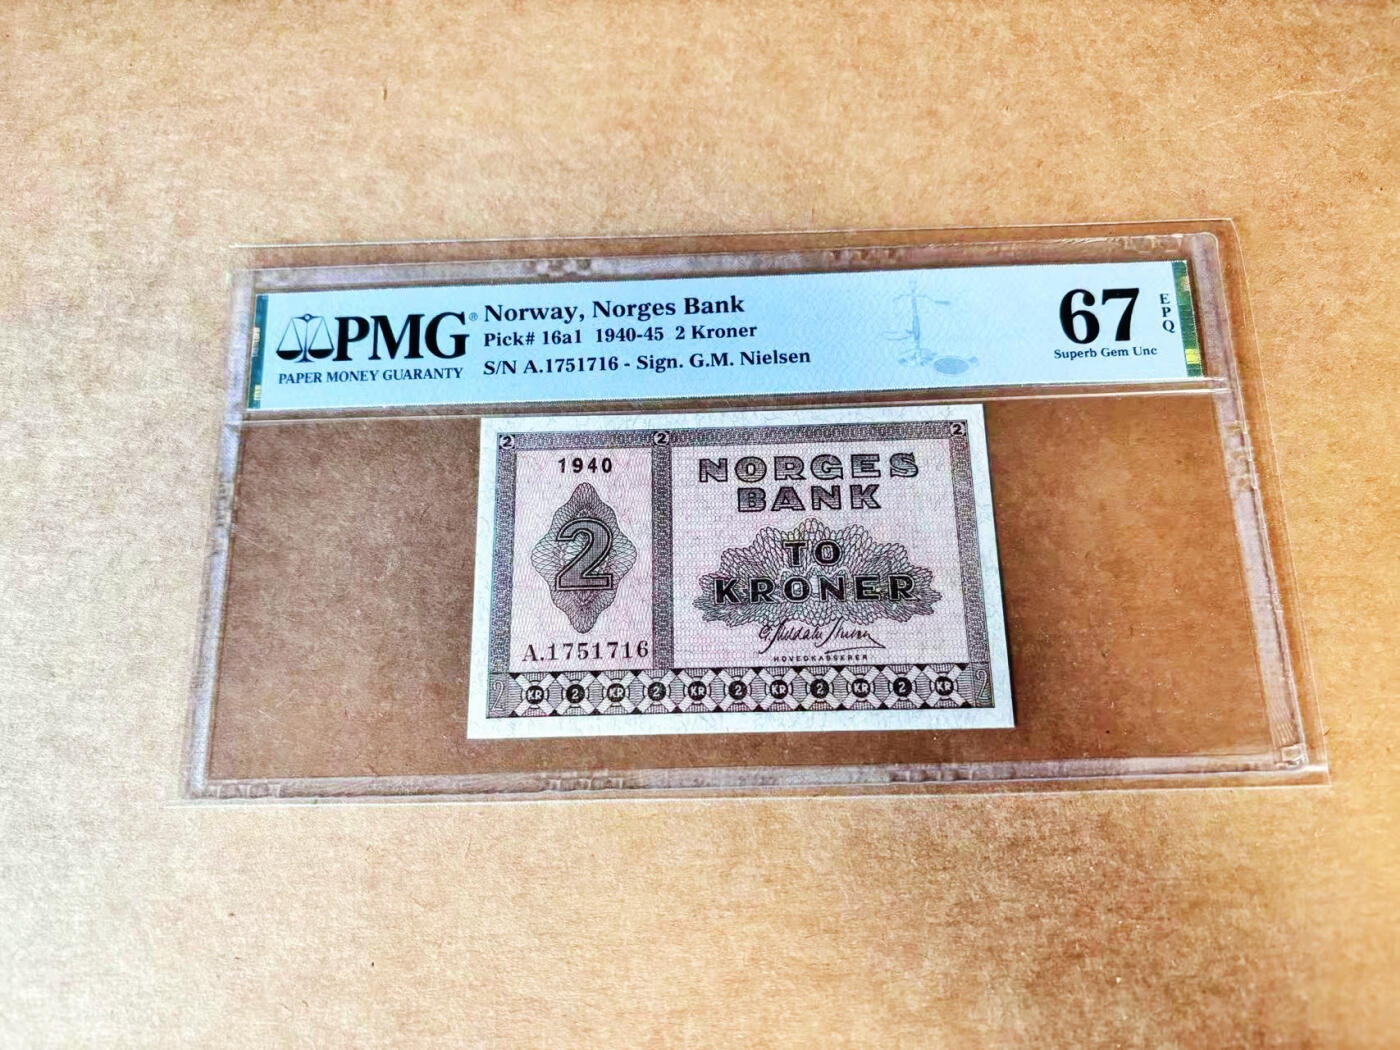 PMG®
PAPER MONEY GUARANTY
Norway, Norges Bank
Pick# 16a1 1940-45 2 Kroner
S/N A.1751716 - Sign. G.M. Nielsen
67
EPQ
Superb Gem Unc
2 2 2
1940
NORGES
BANK
2
TO
KRONER
A.1751716
HOVEDKASSERER
2 KR 2 KR 2 KR 2 KR 2 KR 2 KR 2